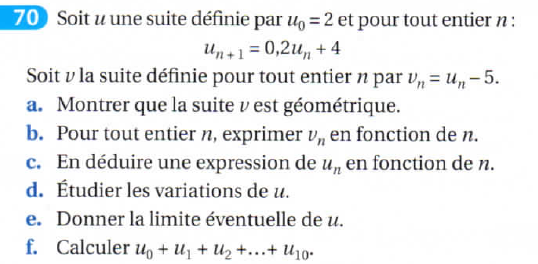 70 Soit u une suite définie par u₀ = 2 et pour tout entier n :
uₙ₊₁ = 0,2uₙ + 4
Soit v la suite définie pour tout entier n par vₙ = uₙ – 5.
a. Montrer que la suite v est géométrique.
b. Pour tout entier n, exprimer vₙ en fonction de n.
c. En déduire une expression de uₙ en fonction de n.
d. Étudier les variations de u.
e. Donner la limite éventuelle de u.
f. Calculer u₀ + u₁ + u₂ +...+ u₁₀.